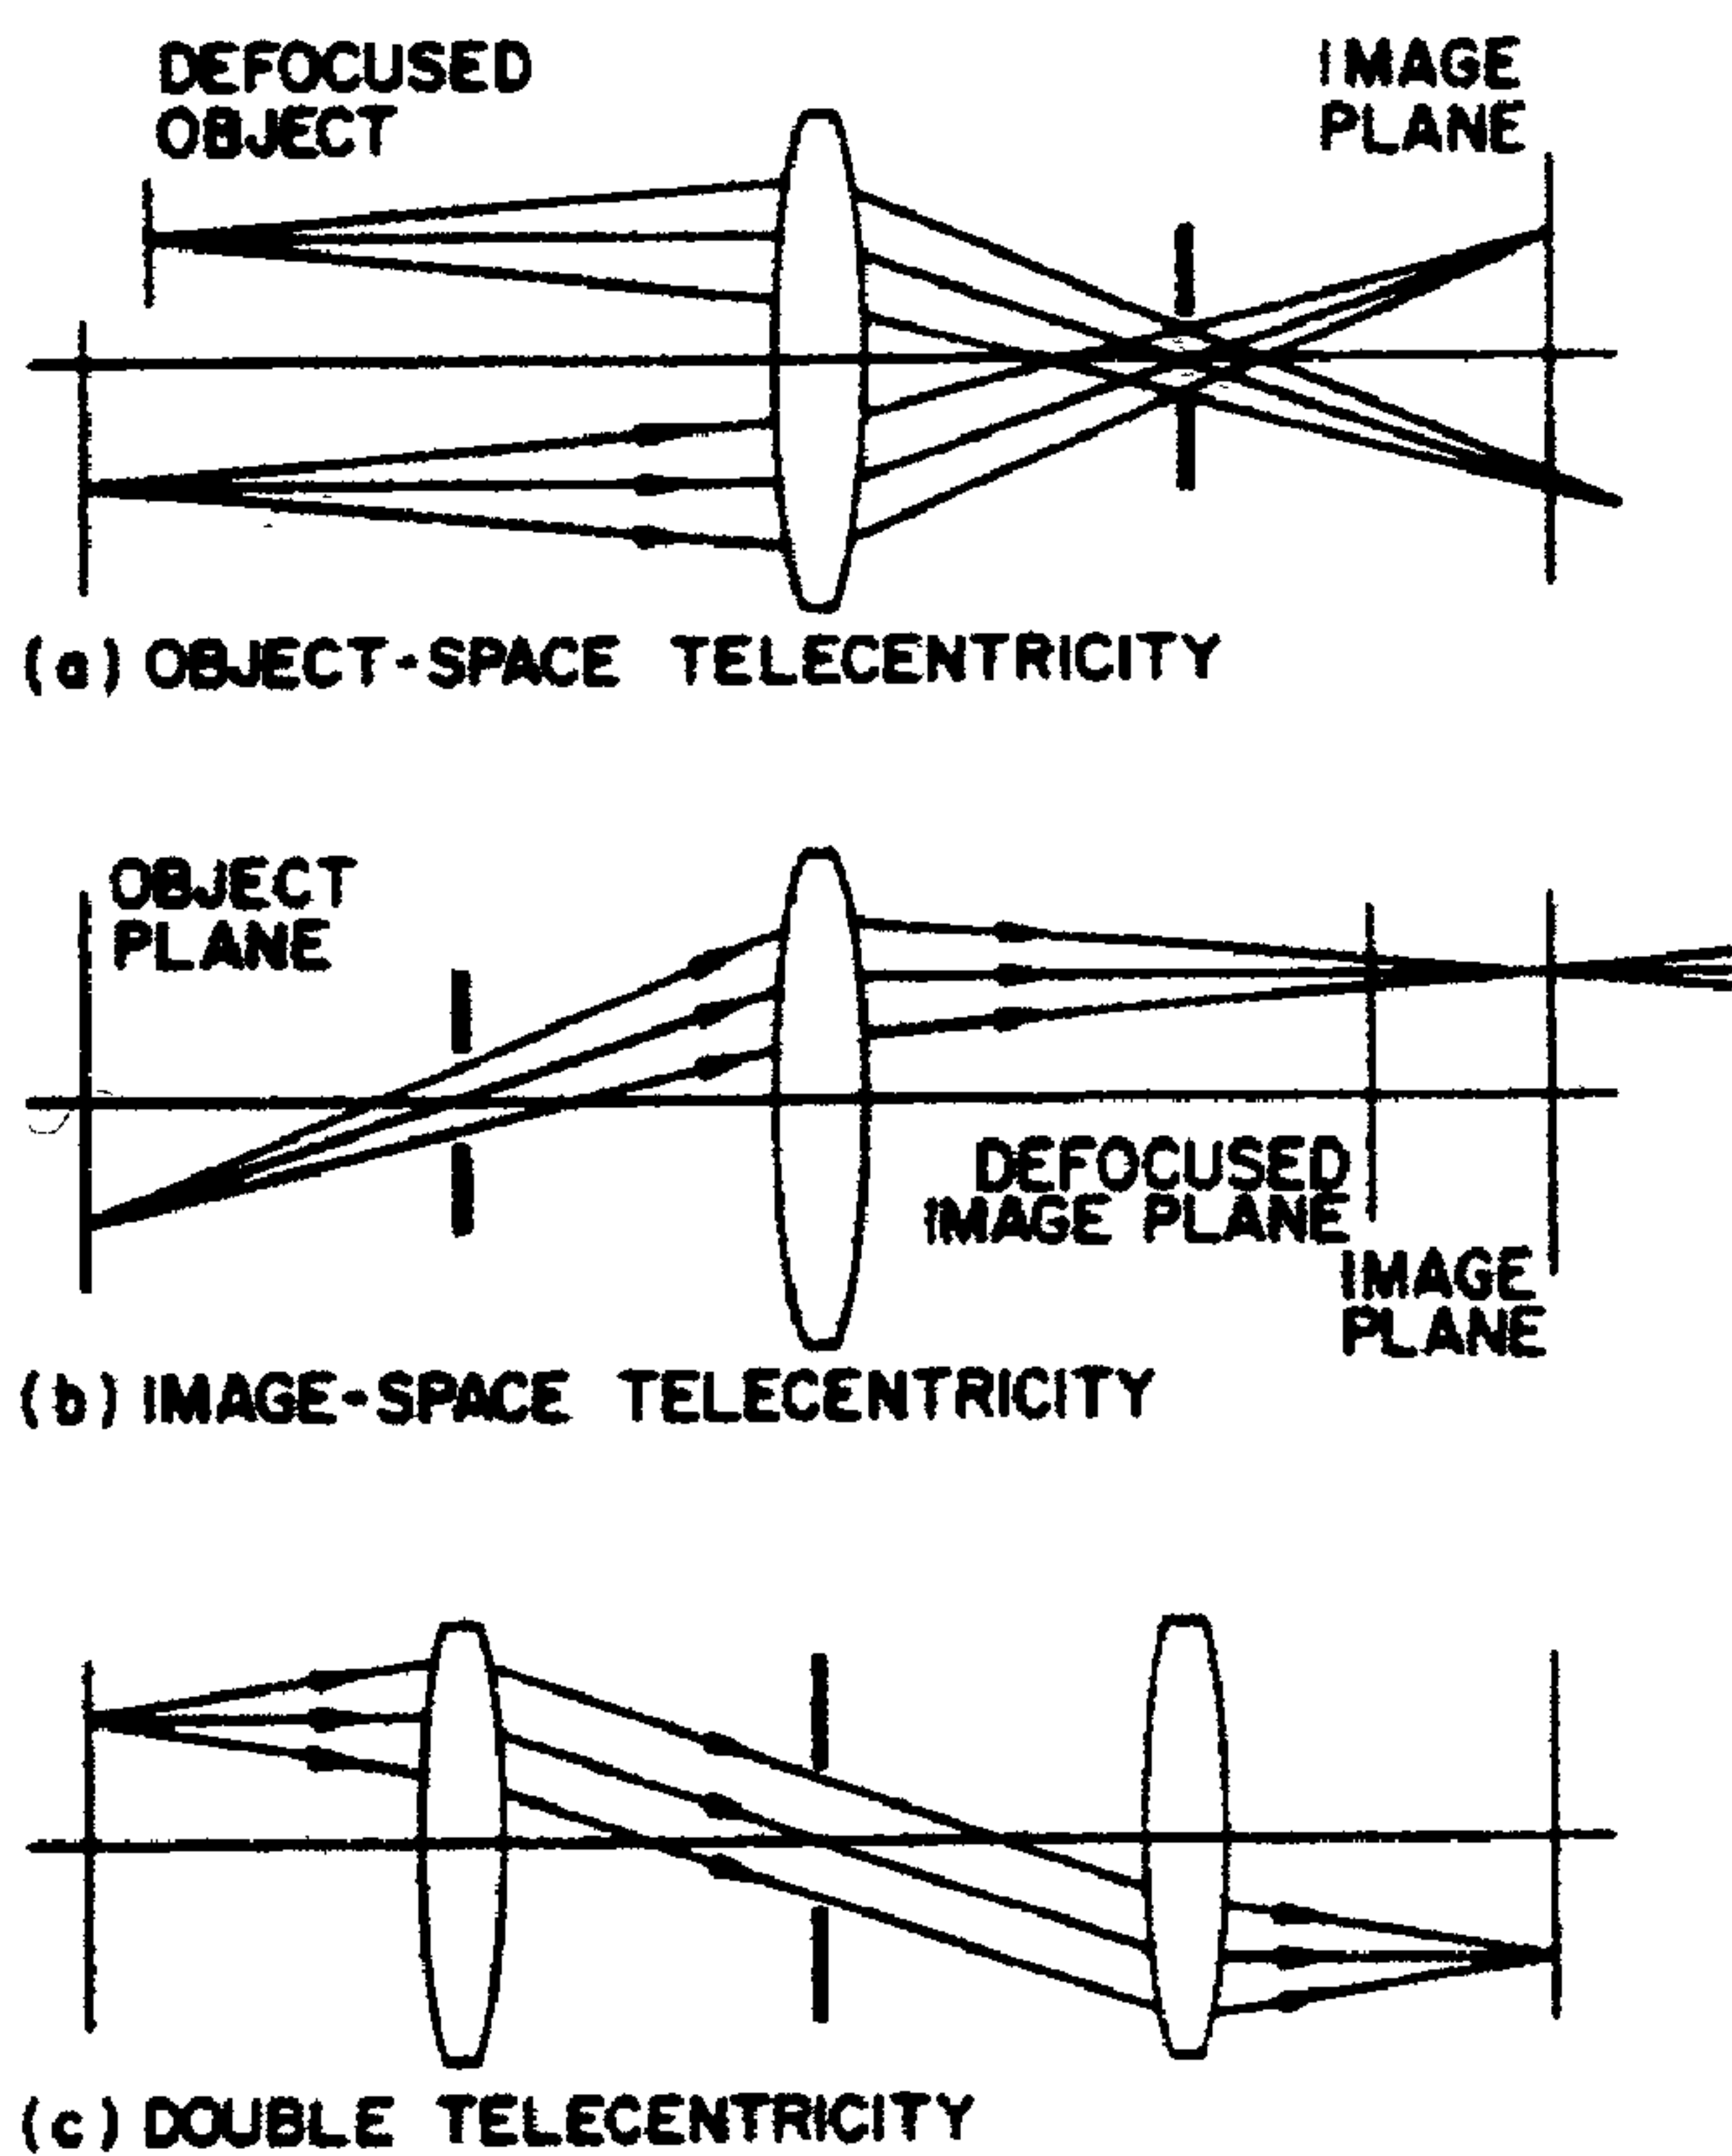 DEFOCUSED
OBJECT
IMAGE
PLANE
(a) OBJECT-SPACE TELECENTRICITY
OBJECT
PLANE
DEFOCUSED
IMAGE PLANE
IMAGE
PLANE
(b) IMAGE-SPACE TELECENTRICITY
(c) DOUBLE TELECENTRICITY